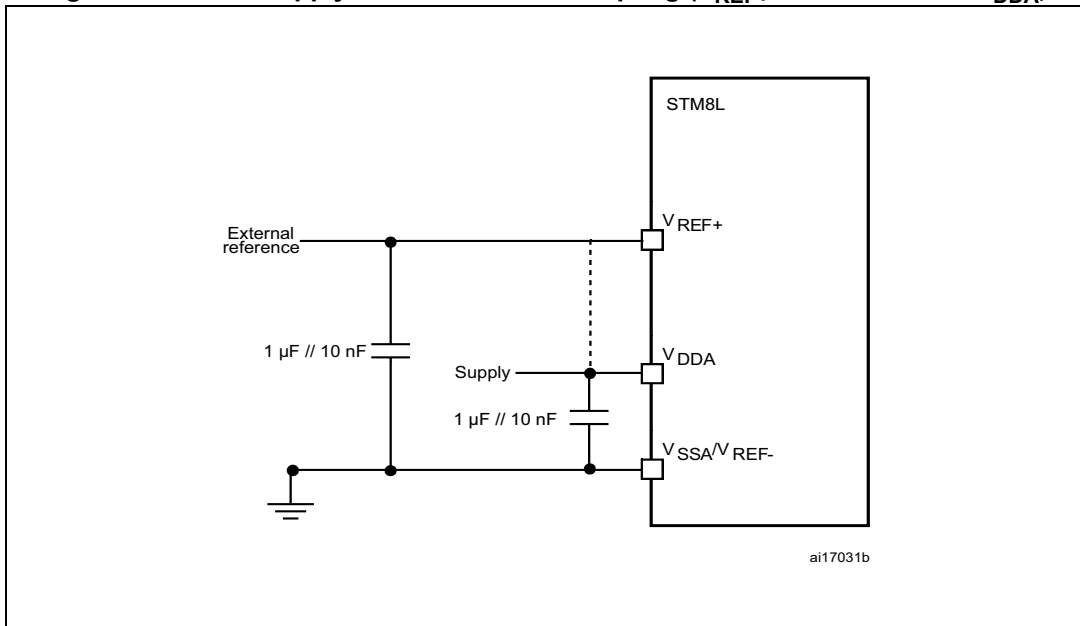 STM8L
VREF+
External
reference
1 µF // 10 nF
VDDA
Supply
1 µF // 10 nF
VSSA/VREF-
ai17031b